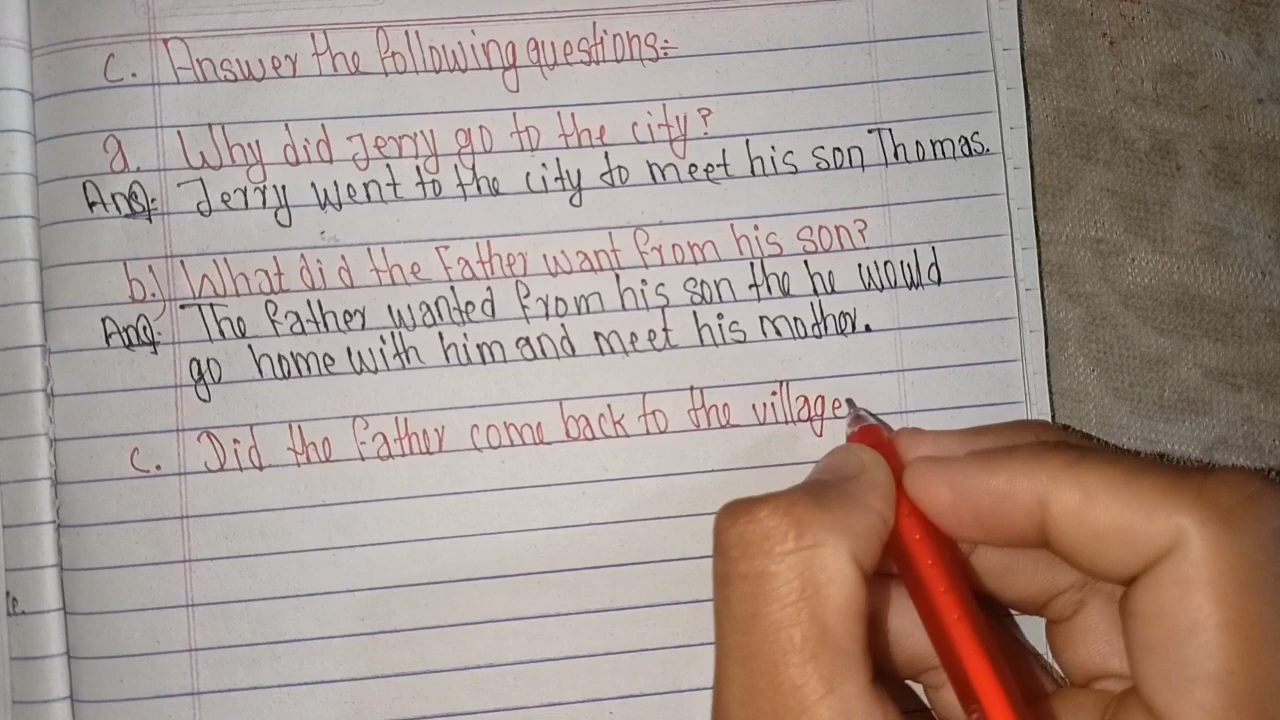 C. Answer the following questions:-
a. Why did Jerry go to the city?
Ans:- Jerry went to the city to meet his son Thomas.
b.) What did the Father want from his son?
Ans:- The father wanted from his son the he would
go home with him and meet his mother.
c. Did the Father come back to the village